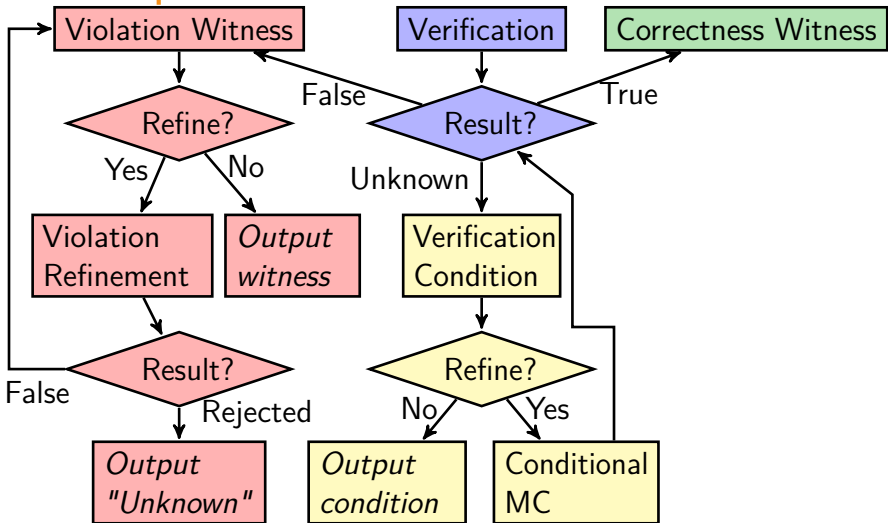 Violation Witness
Verification
Correctness Witness
False
True
Refine?
Result?
Yes
No
Unknown
Violation
Refinement
Output
witness
Verification
Condition
Result?
Refine?
False
Rejected
No
Yes
Output
"Unknown"
Output
condition
Conditional
MC